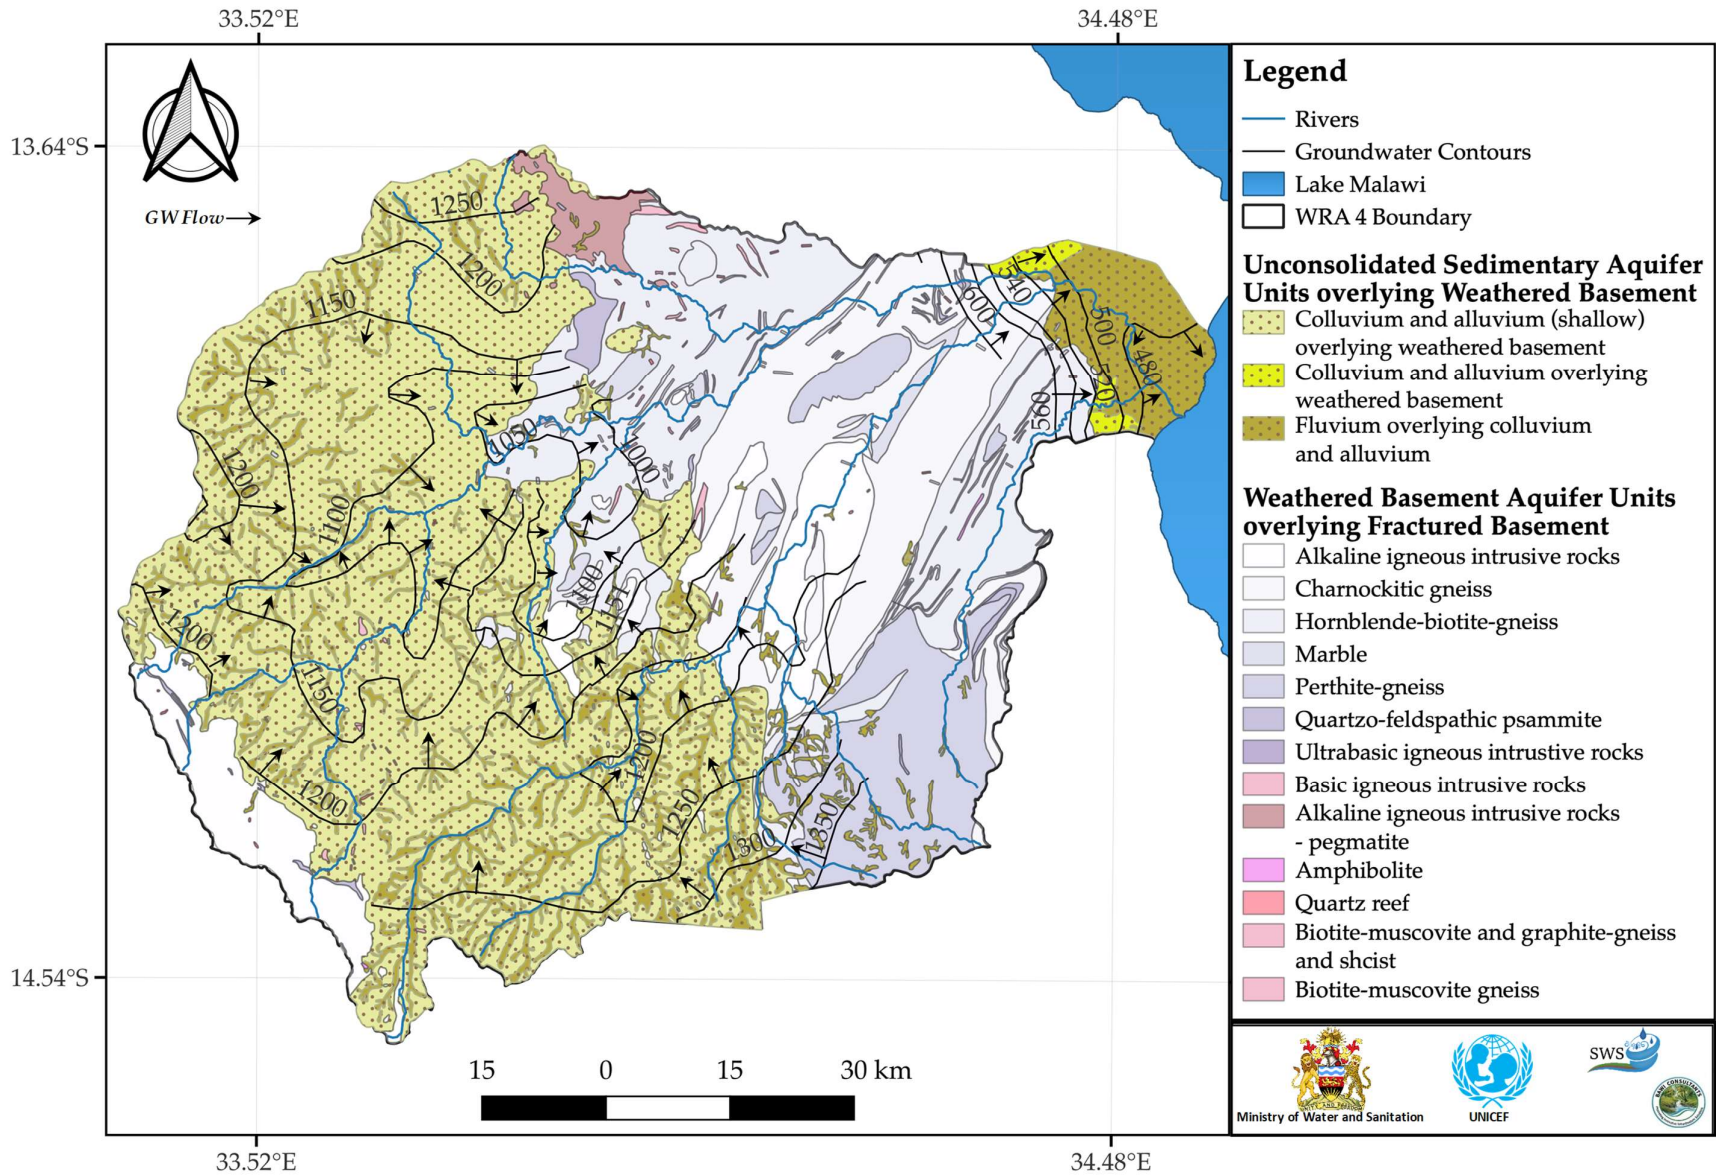 33.52°E
34.48°E
13.64°S
GWFlow
1250
1200
1150
1200
1100
1050
1000
1100
1151
1200
1150
1200
1200
1250
1300
1350
600
540
500
480
520
560
14.54°S
15 0 15 30 km
33.52°E
34.48°E
Legend
Rivers
Groundwater Contours
Lake Malawi
WRA 4 Boundary
Unconsolidated Sedimentary Aquifer
Units overlying Weathered Basement
Colluvium and alluvium (shallow)
overlying weathered basement
Colluvium and alluvium overlying
weathered basement
Fluvium overlying colluvium
and alluvium
Weathered Basement Aquifer Units
overlying Fractured Basement
Alkaline igneous intrusive rocks
Charnockitic gneiss
Hornblende-biotite-gneiss
Marble
Perthite-gneiss
Quartzo-feldspathic psammite
Ultrabasic igneous intrustive rocks
Basic igneous intrusive rocks
Alkaline igneous intrusive rocks
- pegmatite
Amphibolite
Quartz reef
Biotite-muscovite and graphite-gneiss
and shcist
Biotite-muscovite gneiss
Ministry of Water and Sanitation
UNICEF
SWS